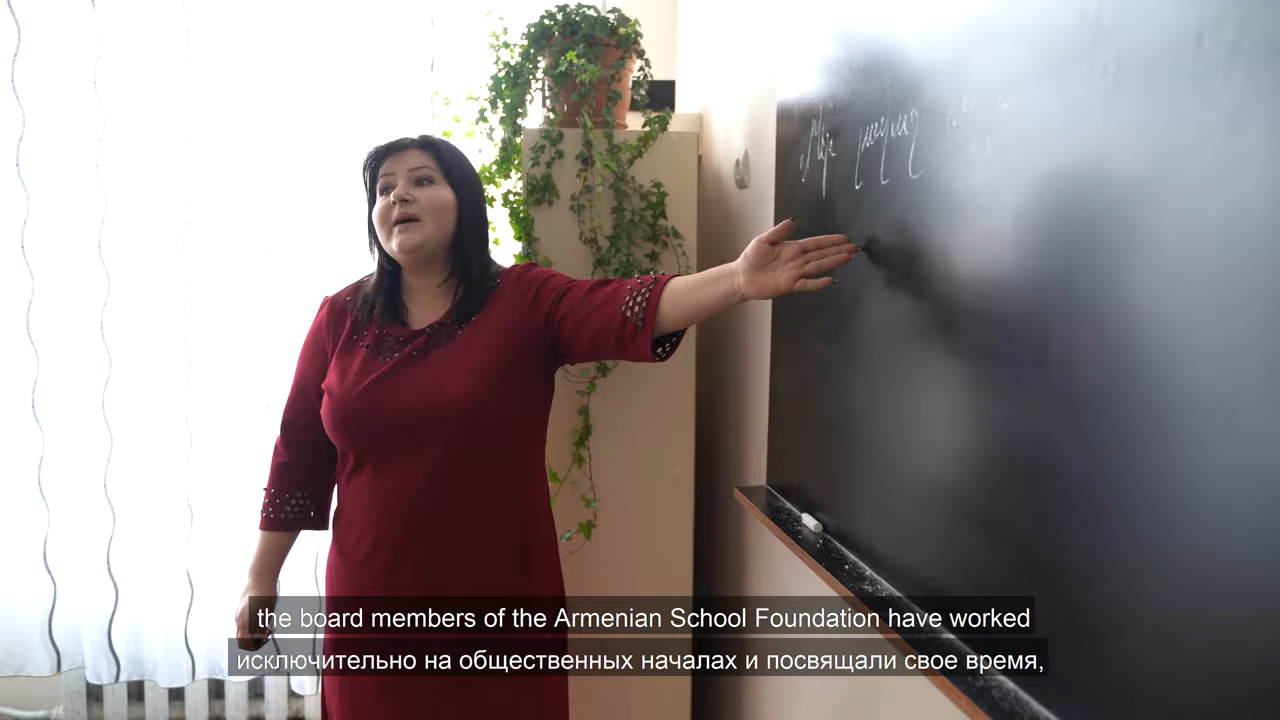 the board members of the Armenian School Foundation have worked
исключительно на общественных началах и посвящали свое время,